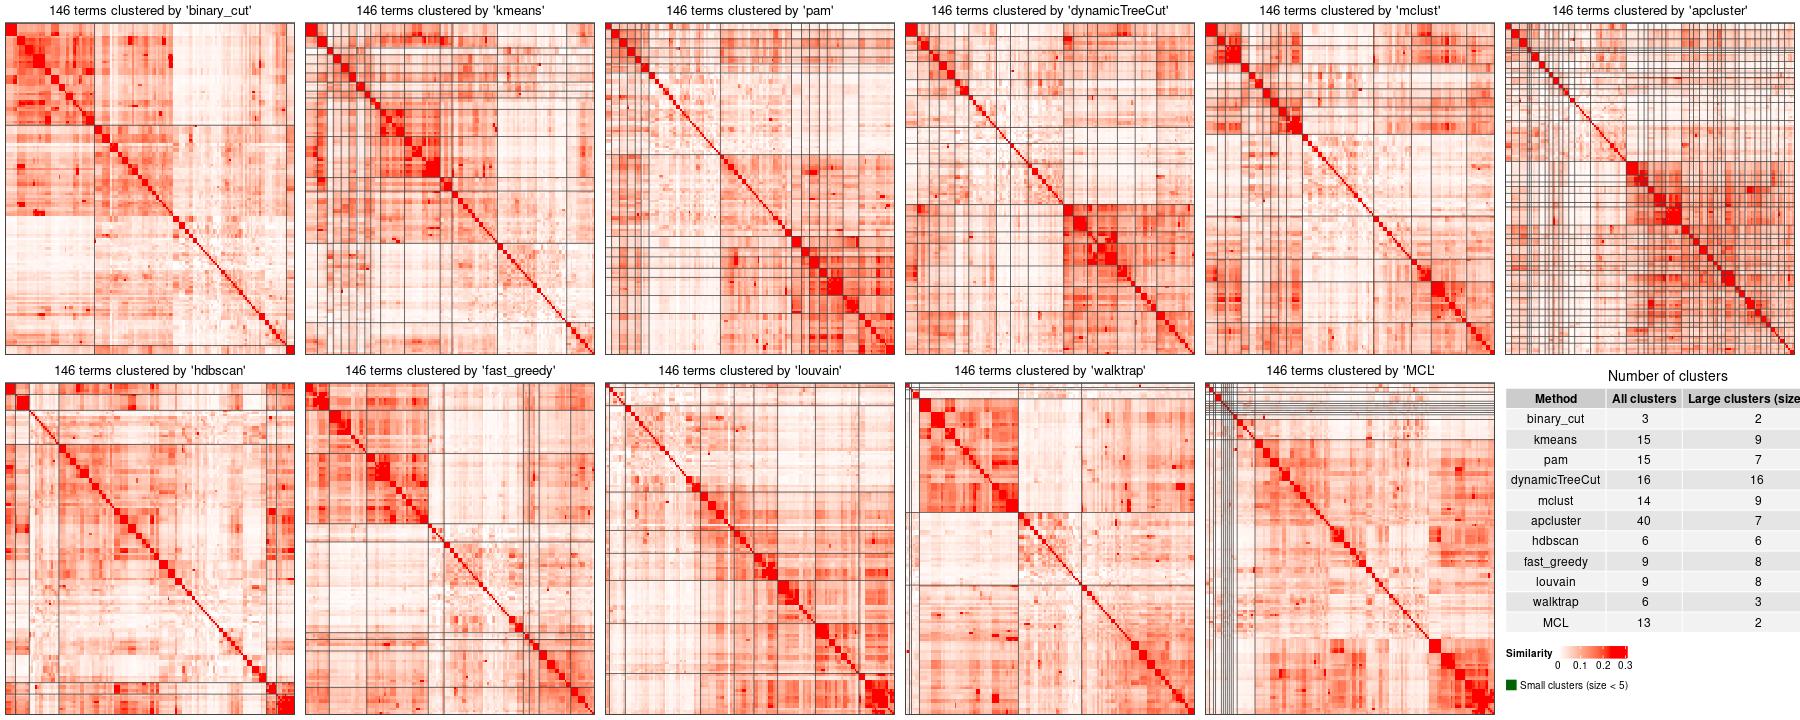 146 terms clustered by 'binary_cut'
146 terms clustered by 'kmeans'
146 terms clustered by 'pam'
146 terms clustered by 'dynamicTreeCut'
146 terms clustered by 'mclust'
146 terms clustered by 'apcluster'
146 terms clustered by 'hdbscan'
146 terms clustered by 'fast_greedy'
146 terms clustered by 'louvain'
146 terms clustered by 'walktrap'
146 terms clustered by 'MCL'
Number of clusters
Method All clusters Large clusters (size
binary_cut 3 2
kmeans 15 9
pam 15 7
dynamicTreeCut 16 16
mclust 14 9
apcluster 40 7
hdbscan 6 6
fast_greedy 9 8
louvain 9 8
walktrap 6 3
MCL 13 2
Similarity
0 0.1 0.2 0.3
Small clusters (size < 5)